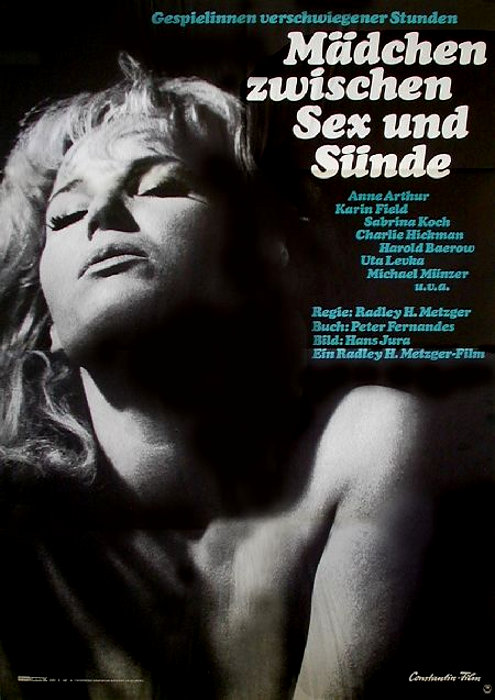 Gespielinnen verschwiegener Stunden
Mädchen
zwischen
Sex und
Sünde
Anne Arthur
Karin Field
Sabrina Koch
Charlie Hickman
Harold Baerow
Uta Levka
Michael Münzer
u.v.a.
Regie: Radley H. Metzger
Buch: Peter Fernandes
Bild: Hans Jura
Ein Radley H. Metzger-Film
Constantin-Film